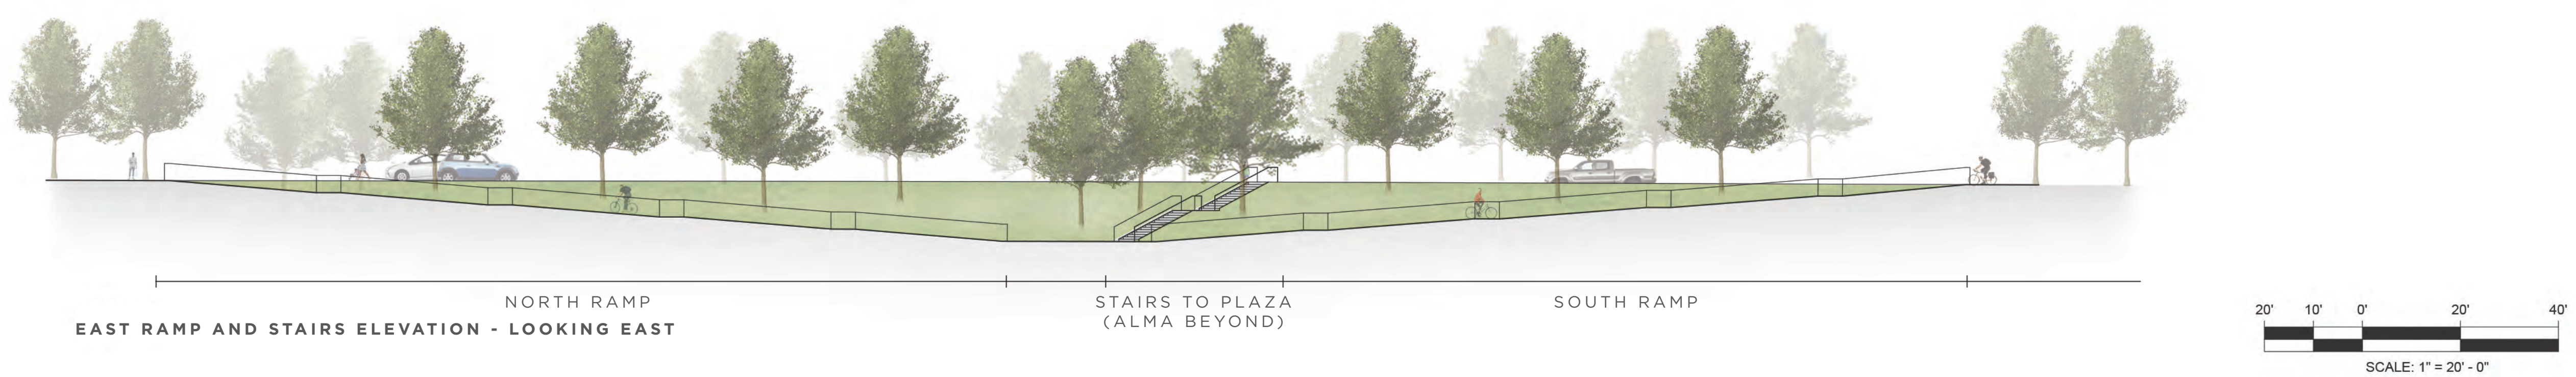 NORTH RAMP
STAIRS TO PLAZA
(ALMA BEYOND)
SOUTH RAMP
EAST RAMP AND STAIRS ELEVATION - LOOKING EAST
20' 10' 0' 20' 40'
SCALE: 1" = 20' - 0"